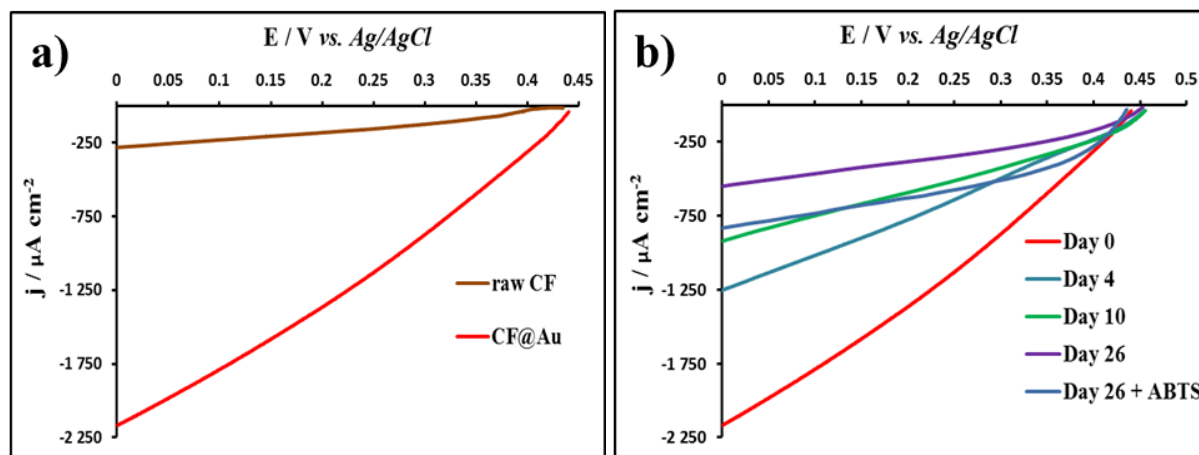 a)
E / V vs. Ag/AgCl
0 0.05 0.1 0.15 0.2 0.25 0.3 0.35 0.4 0.45
-250
-750
-1 250
-1 750
-2 250
j / µA cm-2
raw CF
CF@Au
b)
E / V vs. Ag/AgCl
0 0.05 0.1 0.15 0.2 0.25 0.3 0.35 0.4 0.45 0.5
-250
-750
-1 250
-1 750
-2 250
j / µA cm-2
Day 0
Day 4
Day 10
Day 26
Day 26 + ABTS